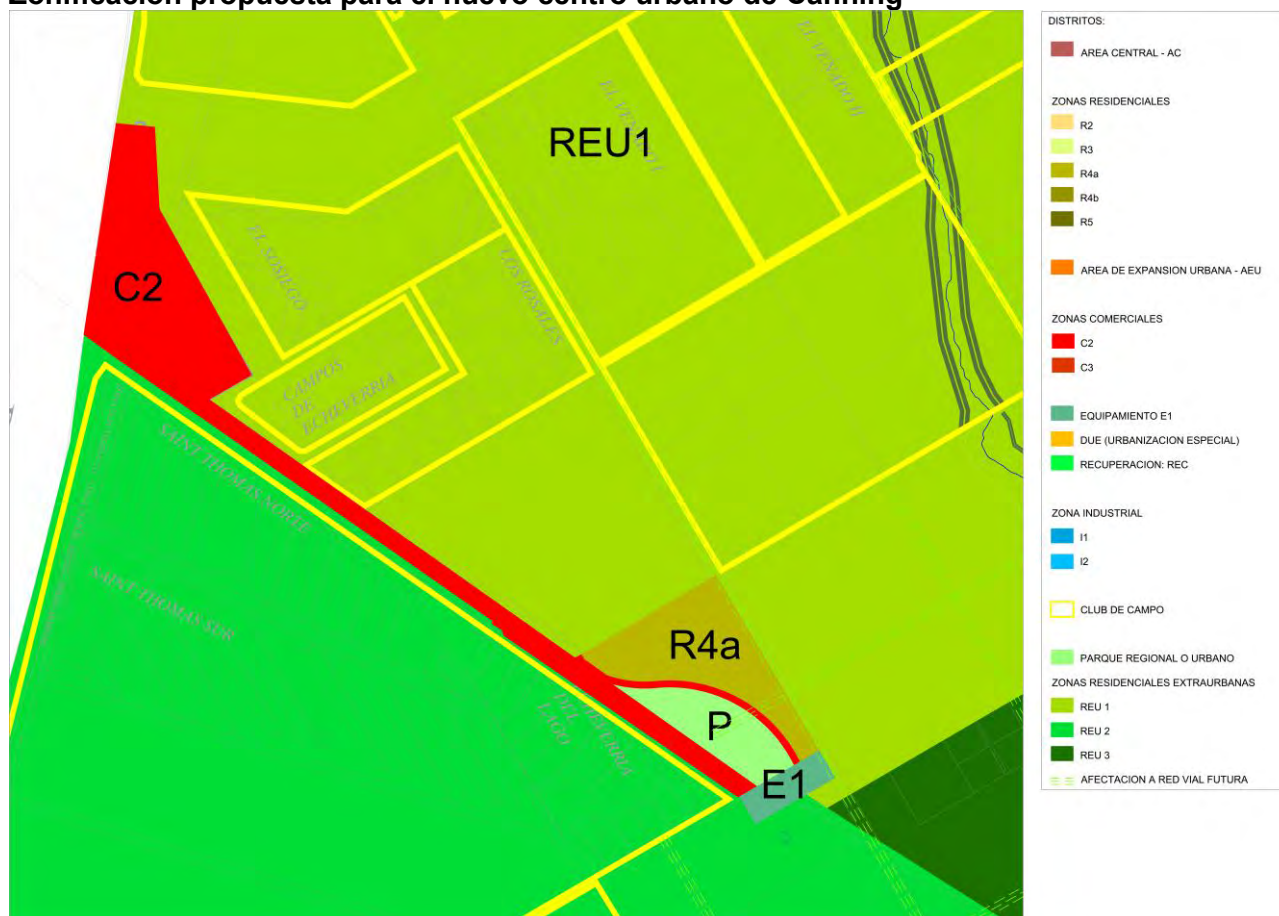 Zonificación propuesta para el nuevo centro urbano de Canning
EL VENADO II
EL VENADO I
REU1
C2
EL SOSIEGO
LOS ROSALES
CAMPOS
DE
ECHEVERRIA
SAINT THOMAS NORTE
SAINT THOMAS SUR
R4a
ECHEVERRIA
DEL
LAGO
P
E1
DISTRITOS:
AREA CENTRAL - AC
ZONAS RESIDENCIALES
R2
R3
R4a
R4b
R5
AREA DE EXPANSION URBANA - AEU
ZONAS COMERCIALES
C2
C3
EQUIPAMIENTO E1
DUE (URBANIZACION ESPECIAL)
RECUPERACION: REC
ZONA INDUSTRIAL
I1
I2
CLUB DE CAMPO
PARQUE REGIONAL O URBANO
ZONAS RESIDENCIALES EXTRAURBANAS
REU 1
REU 2
REU 3
AFECTACION A RED VIAL FUTURA